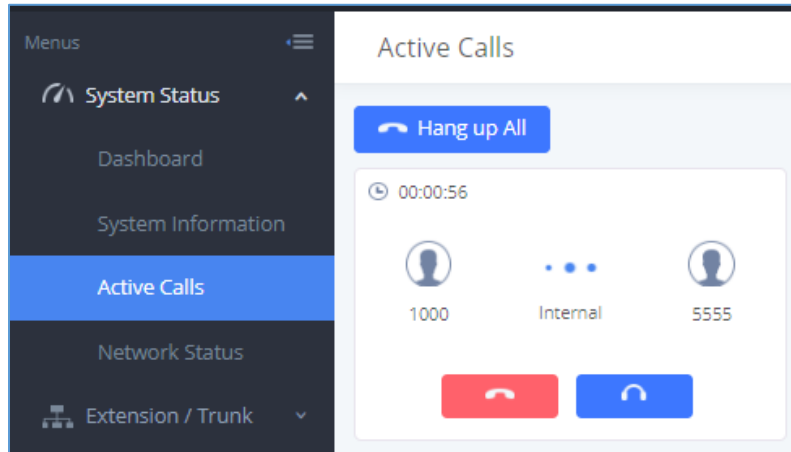 Menus
System Status
Dashboard
System Information
Active Calls
Network Status
Extension / Trunk
Active Calls
Hang up All
00:00:56
1000 Internal 5555